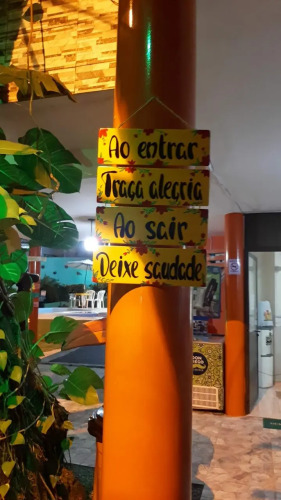 Ao entrar
Traga alegria
Ao sair
Deixe saudade